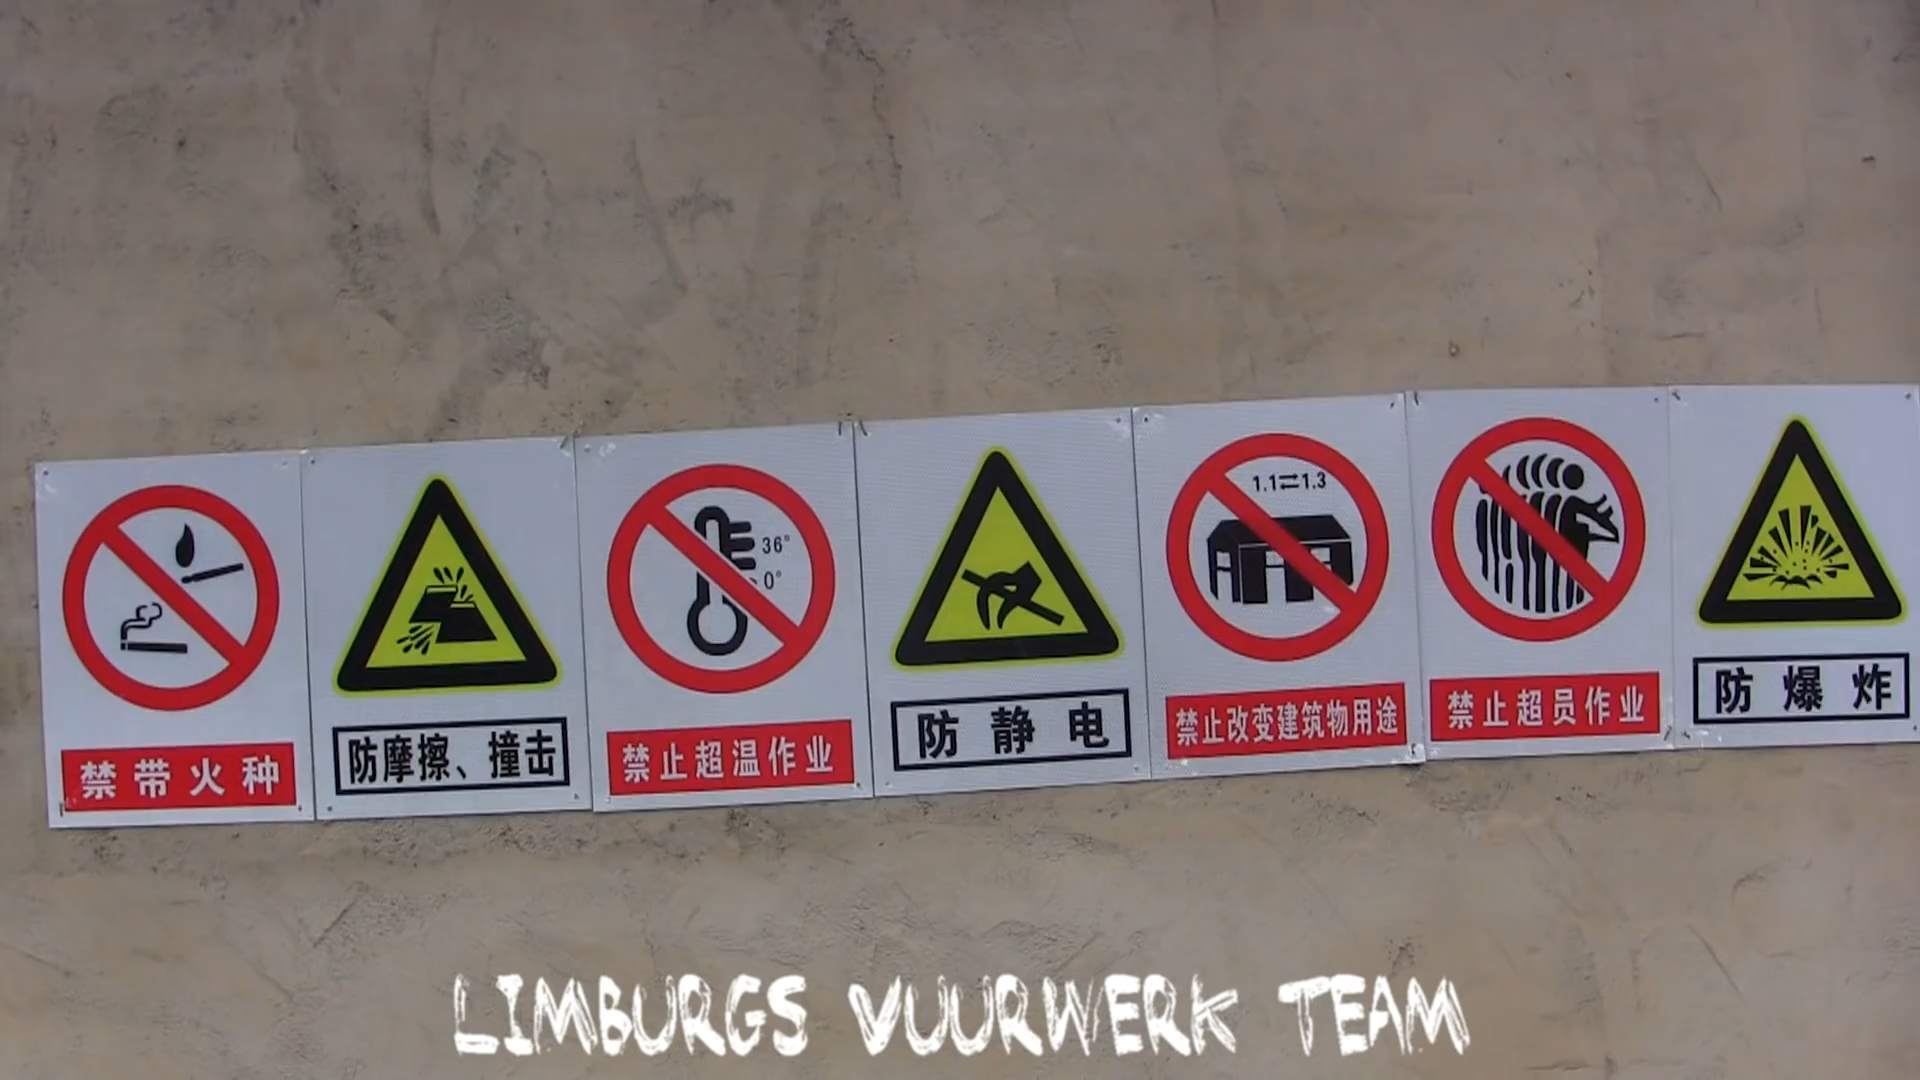 禁带火种
防摩擦、撞击
36°
0°
禁止超温作业
防静电
1.1⇌1.3
禁止改变建筑物用途
禁止超员作业
防爆炸
LIMBURGS VUURWERK TEAM